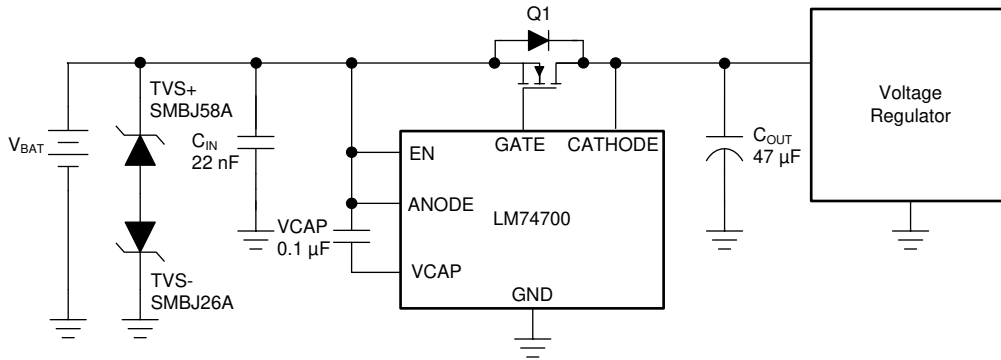 Q1
TVS+
SMBJ58A
V_BAT
C_IN
22 nF
TVS-
SMBJ26A
VCAP
0.1 µF
EN
ANODE
VCAP
GATE
CATHODE
LM74700
GND
C_OUT
47 µF
Voltage
Regulator